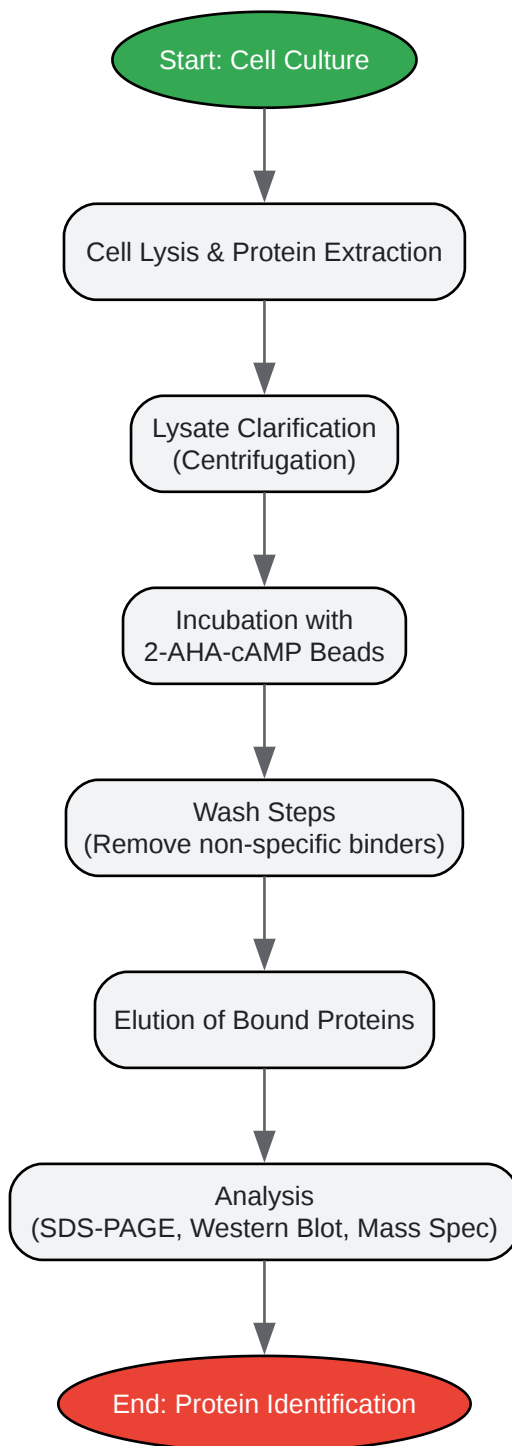 Start: Cell Culture
Cell Lysis & Protein Extraction
Lysate Clarification
(Centrifugation)
Incubation with
2-AHA-cAMP Beads
Wash Steps
(Remove non-specific binders)
Elution of Bound Proteins
Analysis
(SDS-PAGE, Western Blot, Mass Spec)
End: Protein Identification